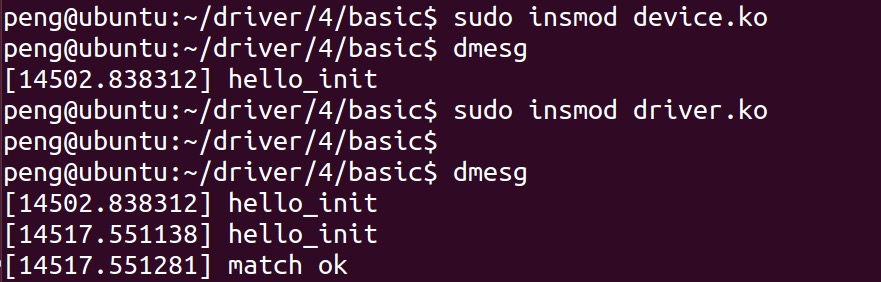 peng@ubuntu:~/driver/4/basic$ sudo insmod device.ko
peng@ubuntu:~/driver/4/basic$ dmesg
[14502.838312] hello_init
peng@ubuntu:~/driver/4/basic$ sudo insmod driver.ko
peng@ubuntu:~/driver/4/basic$
peng@ubuntu:~/driver/4/basic$ dmesg
[14502.838312] hello_init
[14517.551138] hello_init
[14517.551281] match ok